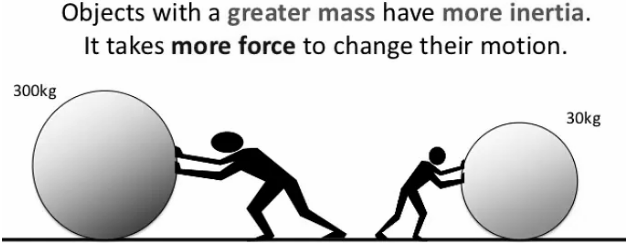 Objects with a greater mass have more inertia.
It takes more force to change their motion.
300kg
30kg